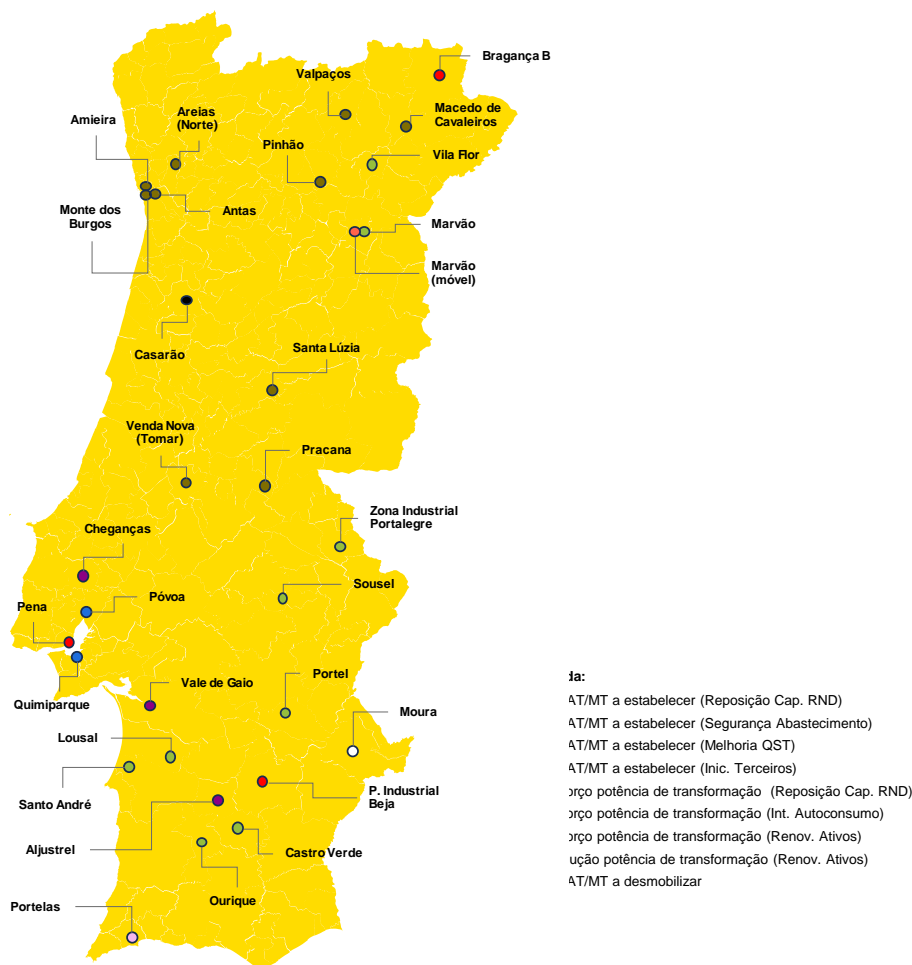 Bragança B
Valpaços
Macedo de
Cavaleiros
Areias
(Norte)
Amieira
Pinhão
Vila Flor
Monte dos
Burgos
Antas
Marvão
Marvão
(móvel)
Casarão
Santa Lúzia
Venda Nova
(Tomar)
Pracana
Zona Industrial
Portalegre
Cheganças
Sousel
Póvoa
Pena
Portel
Vale de Gaio
Quimiparque
Moura
Lousal
P. Industrial
Beja
Santo André
Aljustrel
Castro Verde
Ourique
Portelas
da:
AT/MT a estabelecer (Reposição Cap. RND)
AT/MT a estabelecer (Segurança Abastecimento)
AT/MT a estabelecer (Melhoria QST)
AT/MT a estabelecer (Inic. Terceiros)
orço potência de transformação (Reposição Cap. RND)
orço potência de transformação (Int. Autoconsumo)
orço potência de transformação (Renov. Ativos)
ução potência de transformação (Renov. Ativos)
AT/MT a desmobilizar